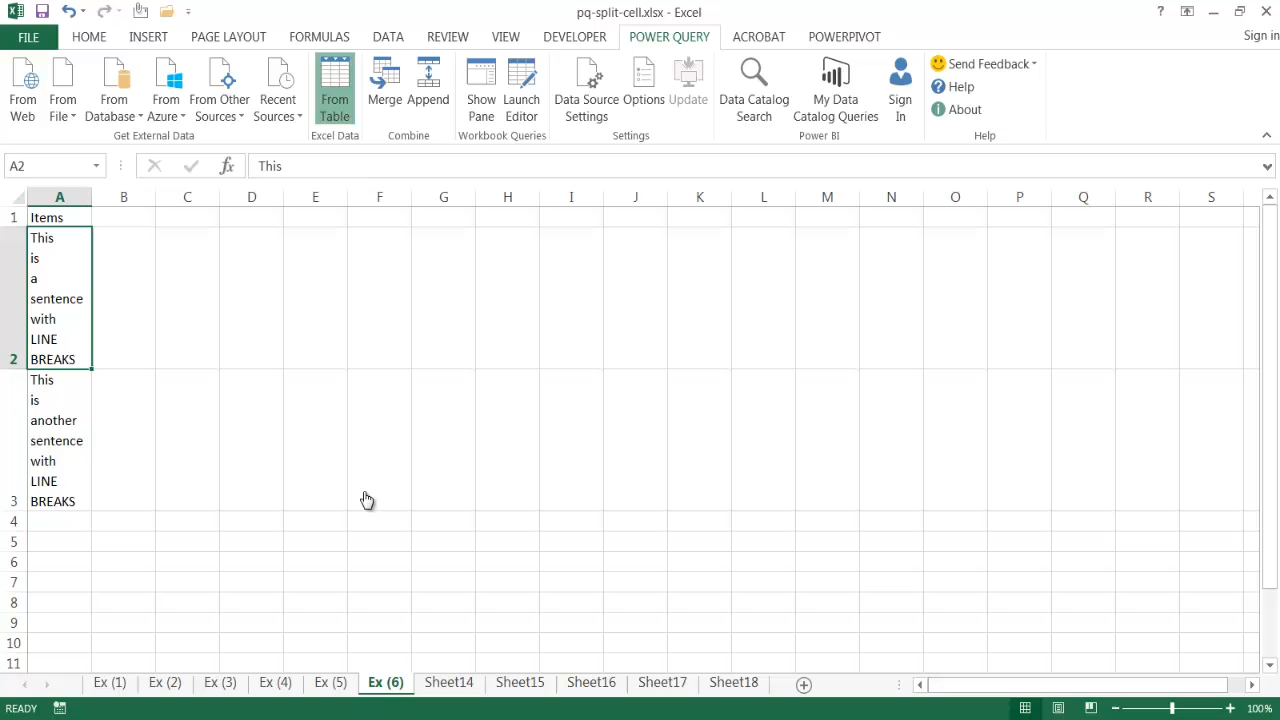 pq-split-cell.xlsx - Excel
?
FILE HOME INSERT PAGE LAYOUT FORMULAS DATA REVIEW VIEW DEVELOPER POWER QUERY ACROBAT POWERPIVOT Sign in
From Web
From File
From Database
From Azure
From Other Sources
Recent Sources
Get External Data
From Table
Excel Data
Merge
Append
Combine
Show Pane
Launch Editor
Workbook Queries
Data Source Settings
Options
Update
Settings
Data Catalog Search
My Data Catalog Queries
Sign In
Power BI
Send Feedback
Help
About
Help
A2 fx This
A B C D E F G H I J K L M N O P Q R S
1 Items
This
is
a
sentence
with
LINE
2 BREAKS
This
is
another
sentence
with
LINE
3 BREAKS
4
5
6
7
8
9
10
11
Ex (1) Ex (2) Ex (3) Ex (4) Ex (5) Ex (6) Sheet14 Sheet15 Sheet16 Sheet17 Sheet18
READY 100%